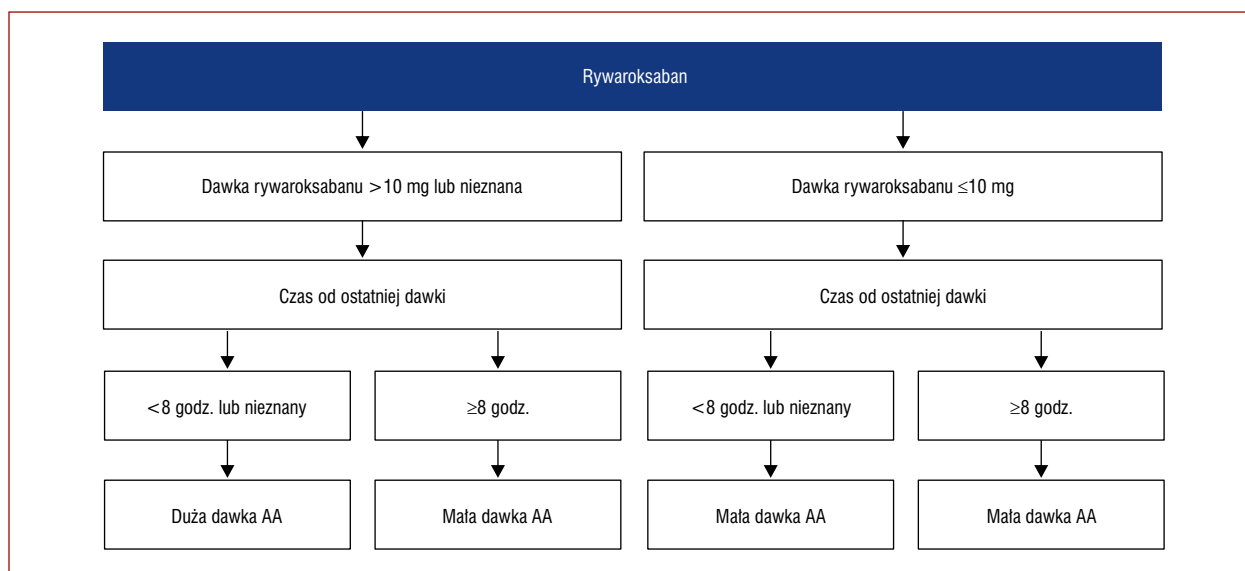 Rywaroksaban
Dawka rywaroksabanu >10 mg lub nieznana
Dawka rywaroksabanu ≤10 mg
Czas od ostatniej dawki
Czas od ostatniej dawki
<8 godz. lub nieznany
≥8 godz.
<8 godz. lub nieznany
≥8 godz.
Duża dawka AA
Mała dawka AA
Mała dawka AA
Mała dawka AA